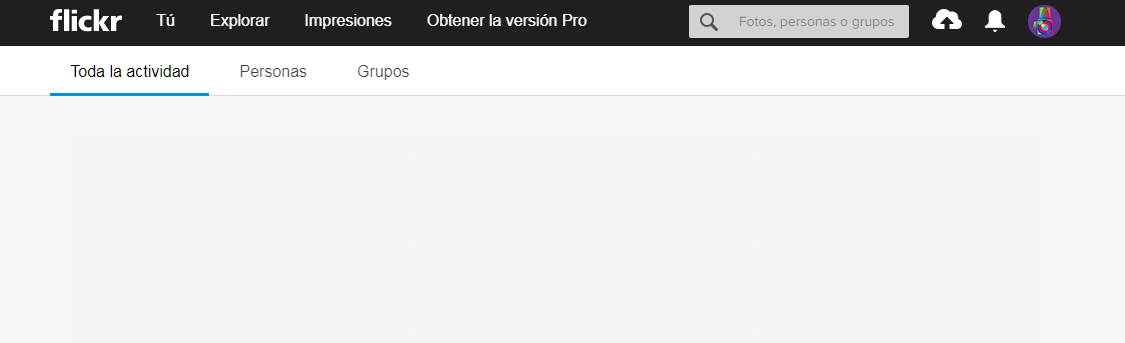 flickr Tú Explorar Impresiones Obtener la versión Pro Fotos, personas o grupos
Toda la actividad Personas Grupos